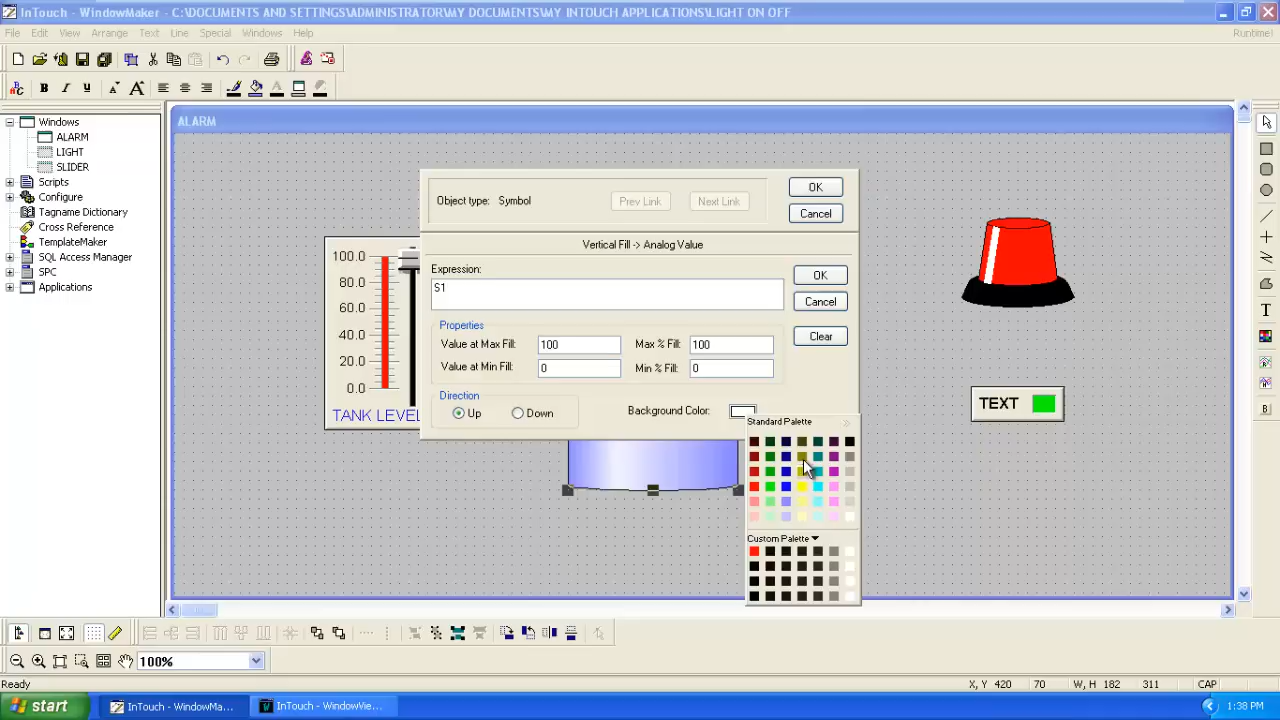 InTouch - WindowMaker - C:\DOCUMENTS AND SETTINGS\ADMINISTRATOR\MY DOCUMENTS\MY INTOUCH APPLICATIONS\LIGHT ON OFF
File Edit View Arrange Text Line Special Windows Help Runtime!
Windows
ALARM
LIGHT
SLIDER
Scripts
Configure
Tagname Dictionary
Cross Reference
TemplateMaker
SQL Access Manager
SPC
Applications
ALARM
100.0
80.0
60.0
40.0
20.0
0.0
TANK LEVEL
Object type: Symbol
Prev Link Next Link
OK
Cancel
Vertical Fill -> Analog Value
Expression:
S1
OK
Cancel
Clear
Properties
Value at Max Fill: 100 Max % Fill: 100
Value at Min Fill: 0 Min % Fill: 0
Direction
Up Down
Background Color:
Standard Palette
Custom Palette
TEXT
100%
Ready
X, Y 420 70 W, H 182 311 CAP
start
InTouch - WindowMa...
InTouch - WindowVie...
1:38 PM